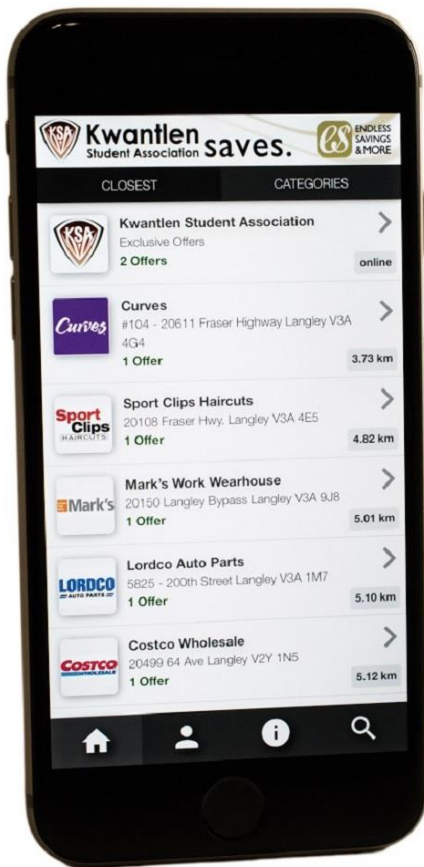 KSA
Kwantlen
Student Association saves.
es ENDLESS
SAVINGS
& MORE
CLOSEST CATEGORIES
KSA
Kwantlen Student Association
Exclusive Offers
2 Offers
online
Curves
Curves
#104 - 20611 Fraser Highway Langley V3A
4G4
1 Offer
3.73 km
Sport
Clips
HAIRCUTS
Sport Clips Haircuts
20108 Fraser Hwy. Langley V3A 4E5
1 Offer
4.82 km
Mark's
Mark's Work Wearhouse
20150 Langley Bypass Langley V3A 9J8
1 Offer
5.01 km
LORDCO
AUTO PARTS
Lordco Auto Parts
5825 - 200th Street Langley V3A 1M7
1 Offer
5.10 km
COSTCO
WHOLESALE
Costco Wholesale
20499 64 Ave Langley V2Y 1N5
1 Offer
5.12 km